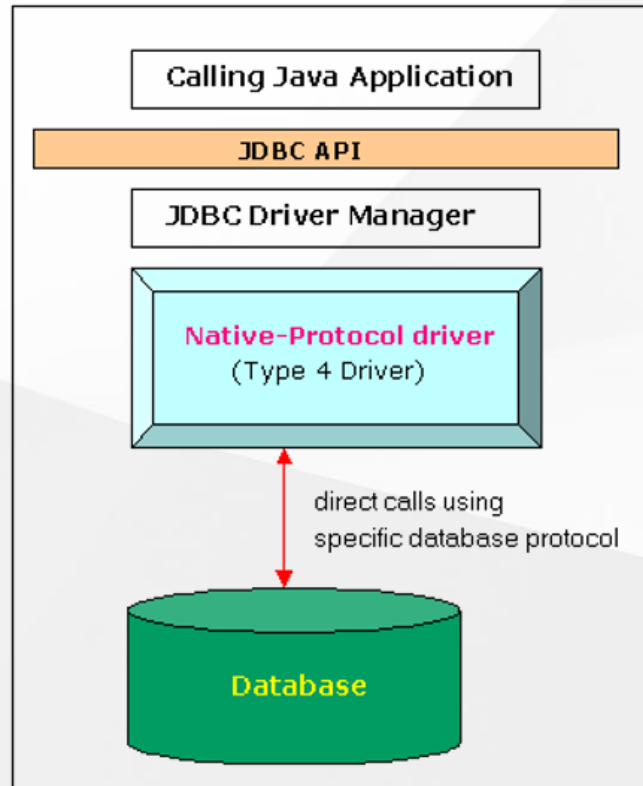 Calling Java Application
JDBC API
JDBC Driver Manager
Native-Protocol driver
(Type 4 Driver)
direct calls using
specific database protocol
Database